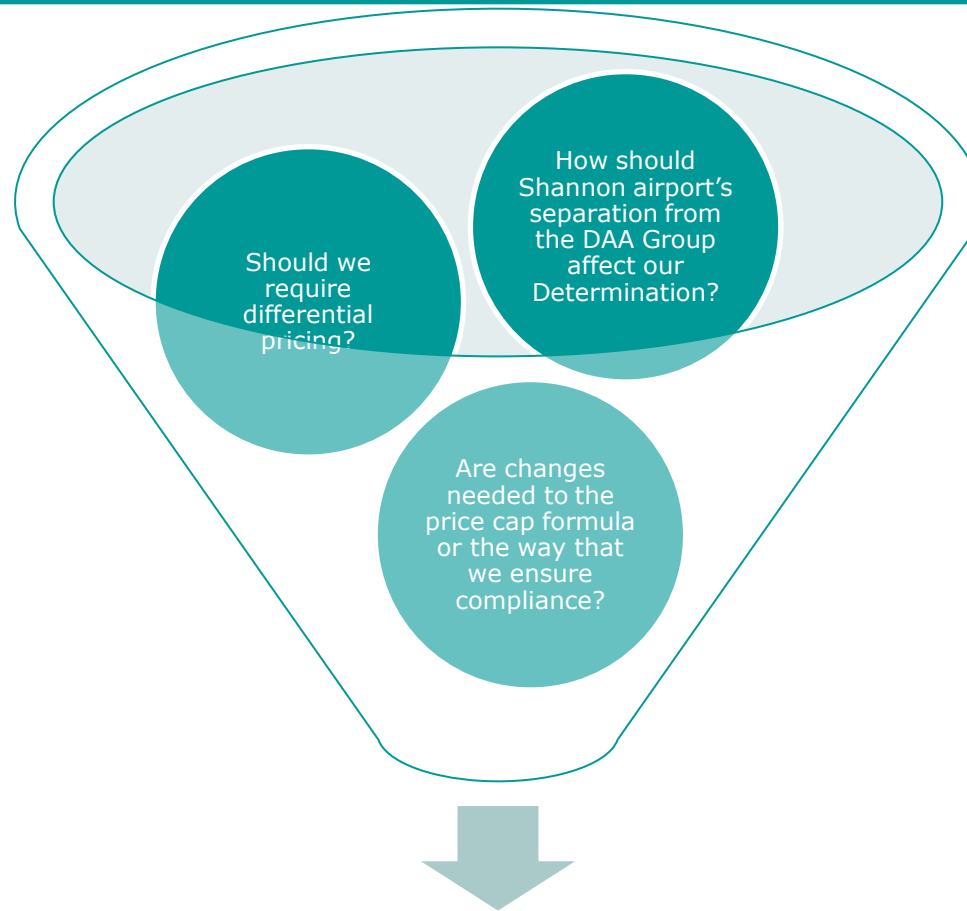 How should
Shannon airport’s
separation from
the DAA Group
affect our
Determination?
Should we
require
differential
pricing?
Are changes
needed to the
price cap formula
or the way that
we ensure
compliance?